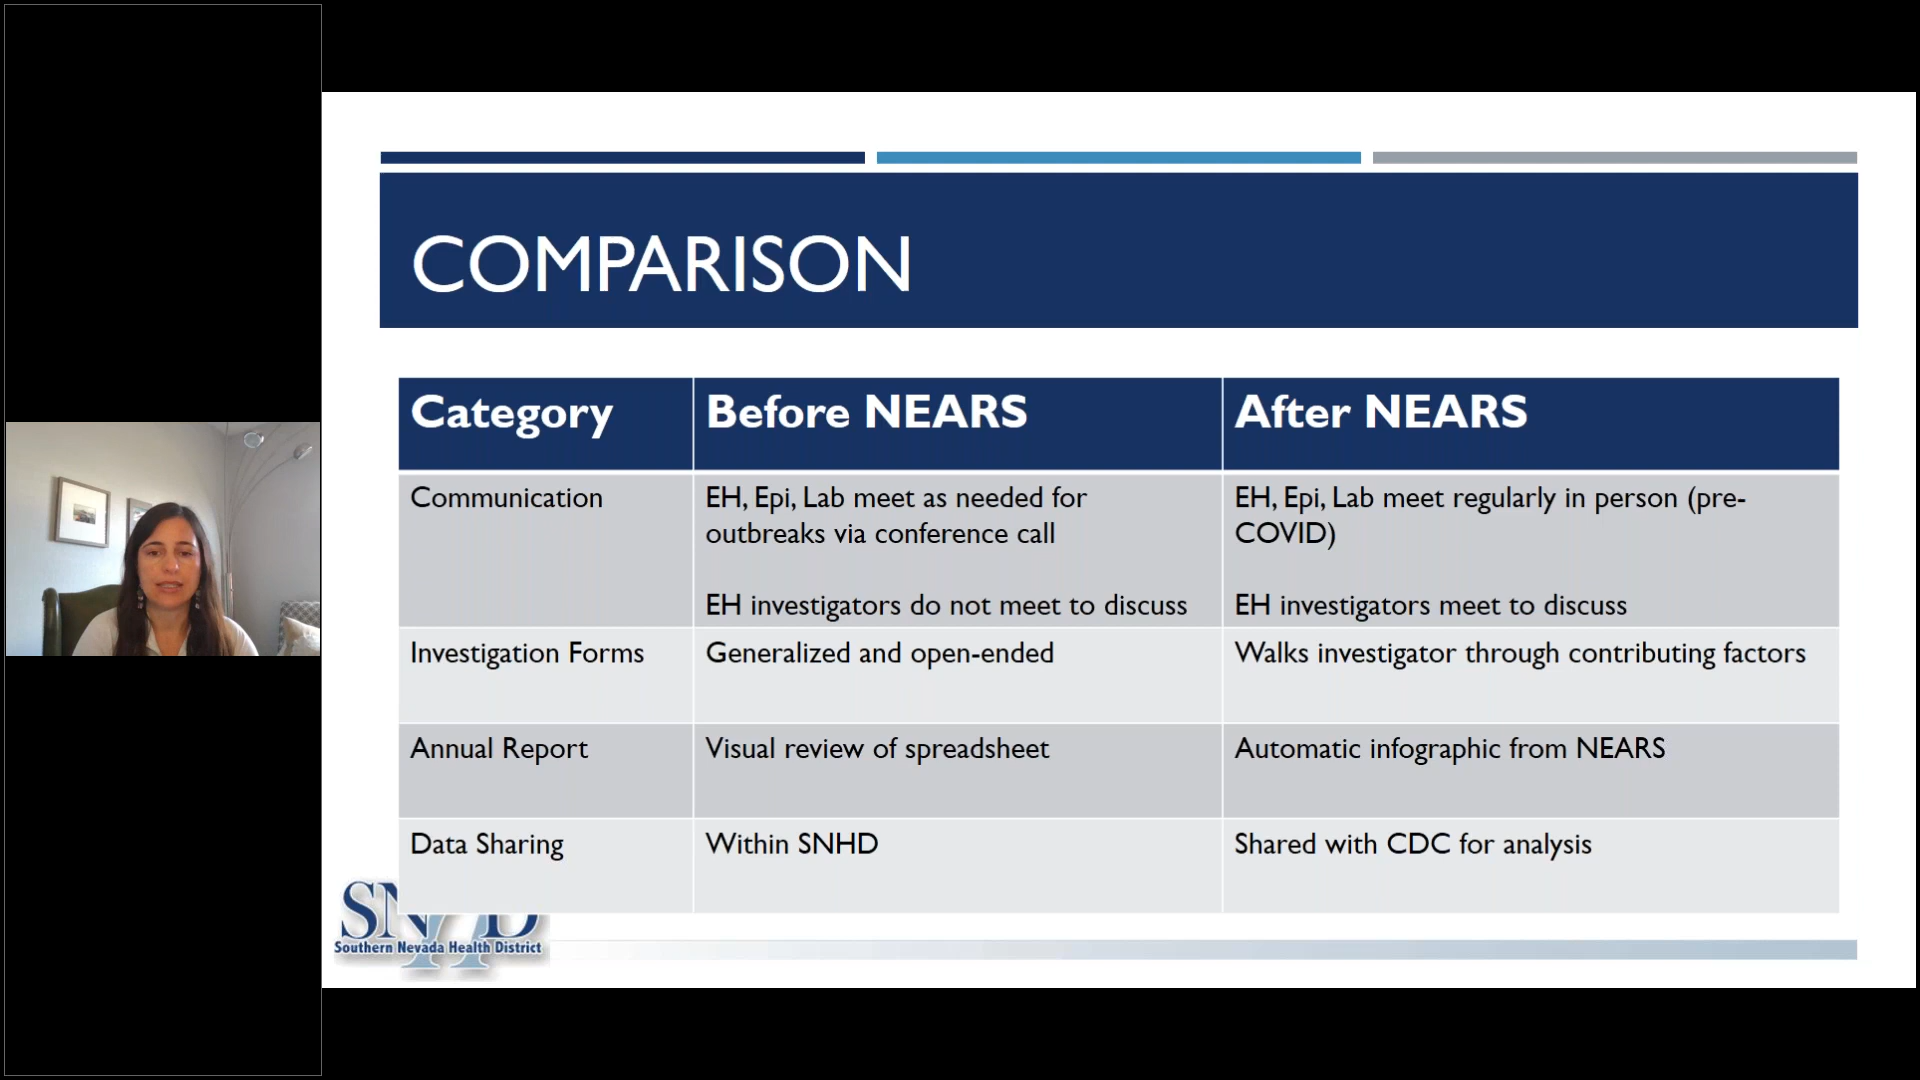 COMPARISON
Category
Before NEARS
After NEARS
Communication
EH, Epi, Lab meet as needed for
outbreaks via conference call
EH investigators do not meet to discuss
EH, Epi, Lab meet regularly in person (pre-
COVID)
EH investigators meet to discuss
Investigation Forms
Generalized and open-ended
Walks investigator through contributing factors
Annual Report
Visual review of spreadsheet
Automatic infographic from NEARS
Data Sharing
Within SNHD
Shared with CDC for analysis
SNHD
Southern Nevada Health District